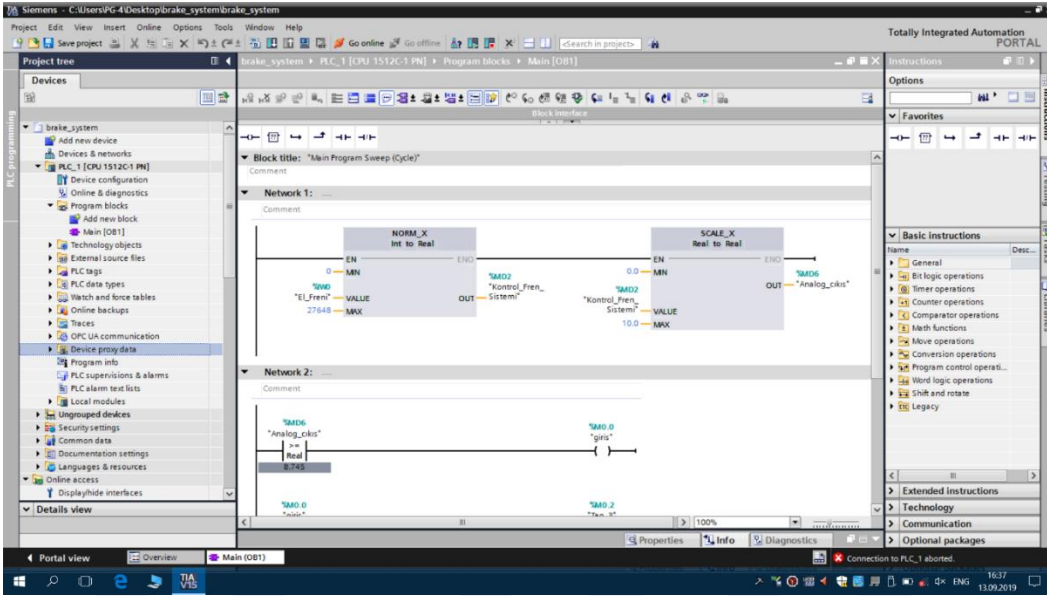 Siemens - C:\Users\PG-4\Desktop\brake_system\brake_system
Project Edit View Insert Online Options Tools Window Help
Totally Integrated Automation
PORTAL
Save project
Go online
Go offline
<Search in project>
Project tree
brake_system ▸ PLC_1 [CPU 1512C-1 PN] ▸ Program blocks ▸ Main [OB1]
Instructions
Devices
Options
PLC programming
Block interface
Favorites
brake_system
Add new device
Devices & networks
PLC_1 [CPU 1512C-1 PN]
Device configuration
Online & diagnostics
Program blocks
Add new block
Main [OB1]
Technology objects
External source files
PLC tags
PLC data types
Watch and force tables
Online backups
Traces
OPC UA communication
Device proxy data
Program info
PLC supervisions & alarms
PLC alarm text lists
Local modules
Ungrouped devices
Security settings
Common data
Documentation settings
Languages & resources
Online access
Display/hide interfaces
Details view
Block title: "Main Program Sweep (Cycle)"
Comment
Network 1: ....
Comment
NORM_X
Int to Real
EN ENO
0 MIN
%IW0
"El_Freni" VALUE
27648 MAX
OUT
%MD2
"Kontrol_Fren_
Sistemi"
SCALE_X
Real to Real
EN ENO
0.0 MIN
%MD2
"Kontrol_Fren_
Sistemi" VALUE
10.0 MAX
OUT
%MD6
"Analog_cıkıs"
Network 2: ....
Comment
%MD6
"Analog_cıkıs"
>=
Real
8.745
%M0.0
"giris"
%M0.0
"giris"
%M0.2
100%
Properties
Info
Diagnostics
Basic instructions
Name Desc...
General
Bit logic operations
Timer operations
Counter operations
Comparator operations
Math functions
Move operations
Conversion operations
Program control operati...
Word logic operations
Shift and rotate
Legacy
Extended instructions
Technology
Communication
Optional packages
Testing
Portal view
Overview
Main (OB1)
Connection to PLC_1 aborted.
TIA
V15
ENG
16:37
13.09.2019